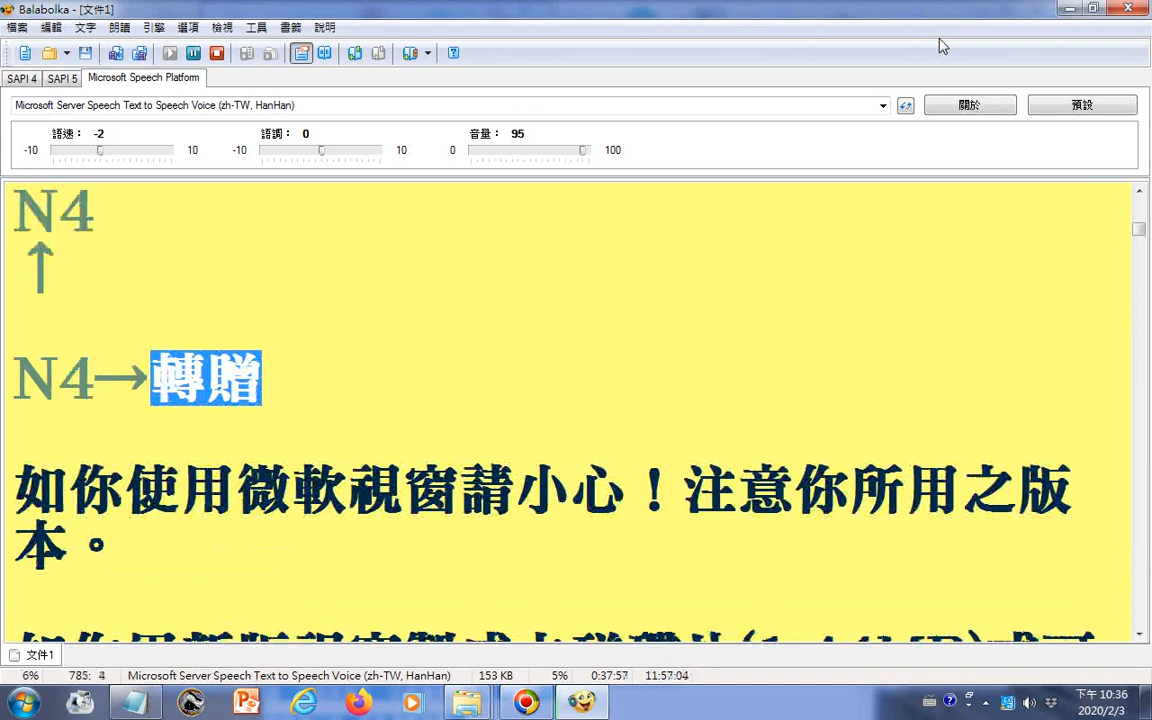 Balabolka - [文件1]
檔案 編輯 文字 朗讀 引擎 選項 檢視 工具 書籤 說明
SAPI 4 SAPI 5 Microsoft Speech Platform
Microsoft Server Speech Text to Speech Voice (zh-TW, HanHan) 關於 預設
語速： -2 語調： 0 音量： 95
-10 10 -10 10 0 100
N4
↑
N4→轉贈
如你使用微軟視窗請小心！注意你所用之版
本。
文件1
6% 785: 4 Microsoft Server Speech Text to Speech Voice (zh-TW, HanHan) 153 KB 5% 0:37:57 11:57:04
下午 10:36
2020/2/3